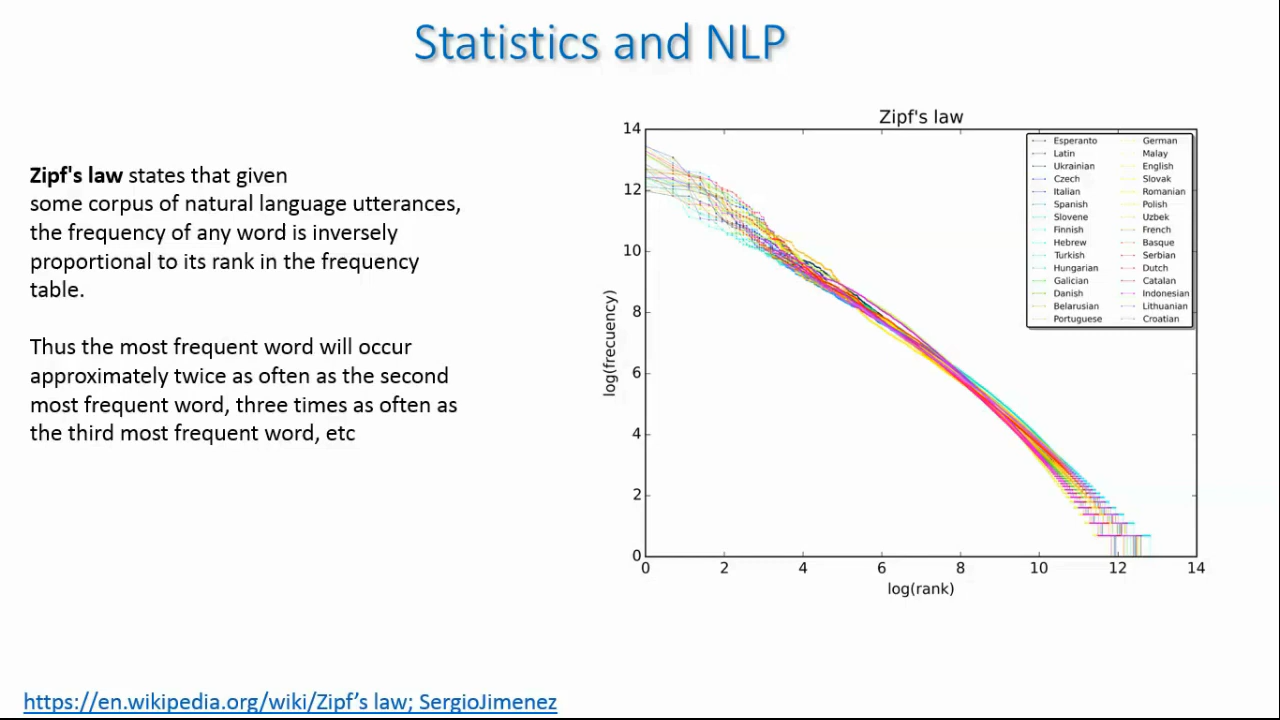 Statistics and NLP
Zipf's law states that given
some corpus of natural language utterances,
the frequency of any word is inversely
proportional to its rank in the frequency
table.
Thus the most frequent word will occur
approximately twice as often as the second
most frequent word, three times as often as
the third most frequent word, etc
Zipf's law
14
12
10
8
6
4
2
0
log(frecuency)
Esperanto
Latin
Ukrainian
Czech
Italian
Spanish
Slovene
Finnish
Hebrew
Turkish
Hungarian
Galician
Danish
Belarusian
Portuguese
German
Malay
English
Slovak
Romanian
Polish
Uzbek
French
Basque
Serbian
Dutch
Catalan
Indonesian
Lithuanian
Croatian
0 2 4 6 8 10 12 14
log(rank)
https://en.wikipedia.org/wiki/Zipf’s law; SergioJimenez